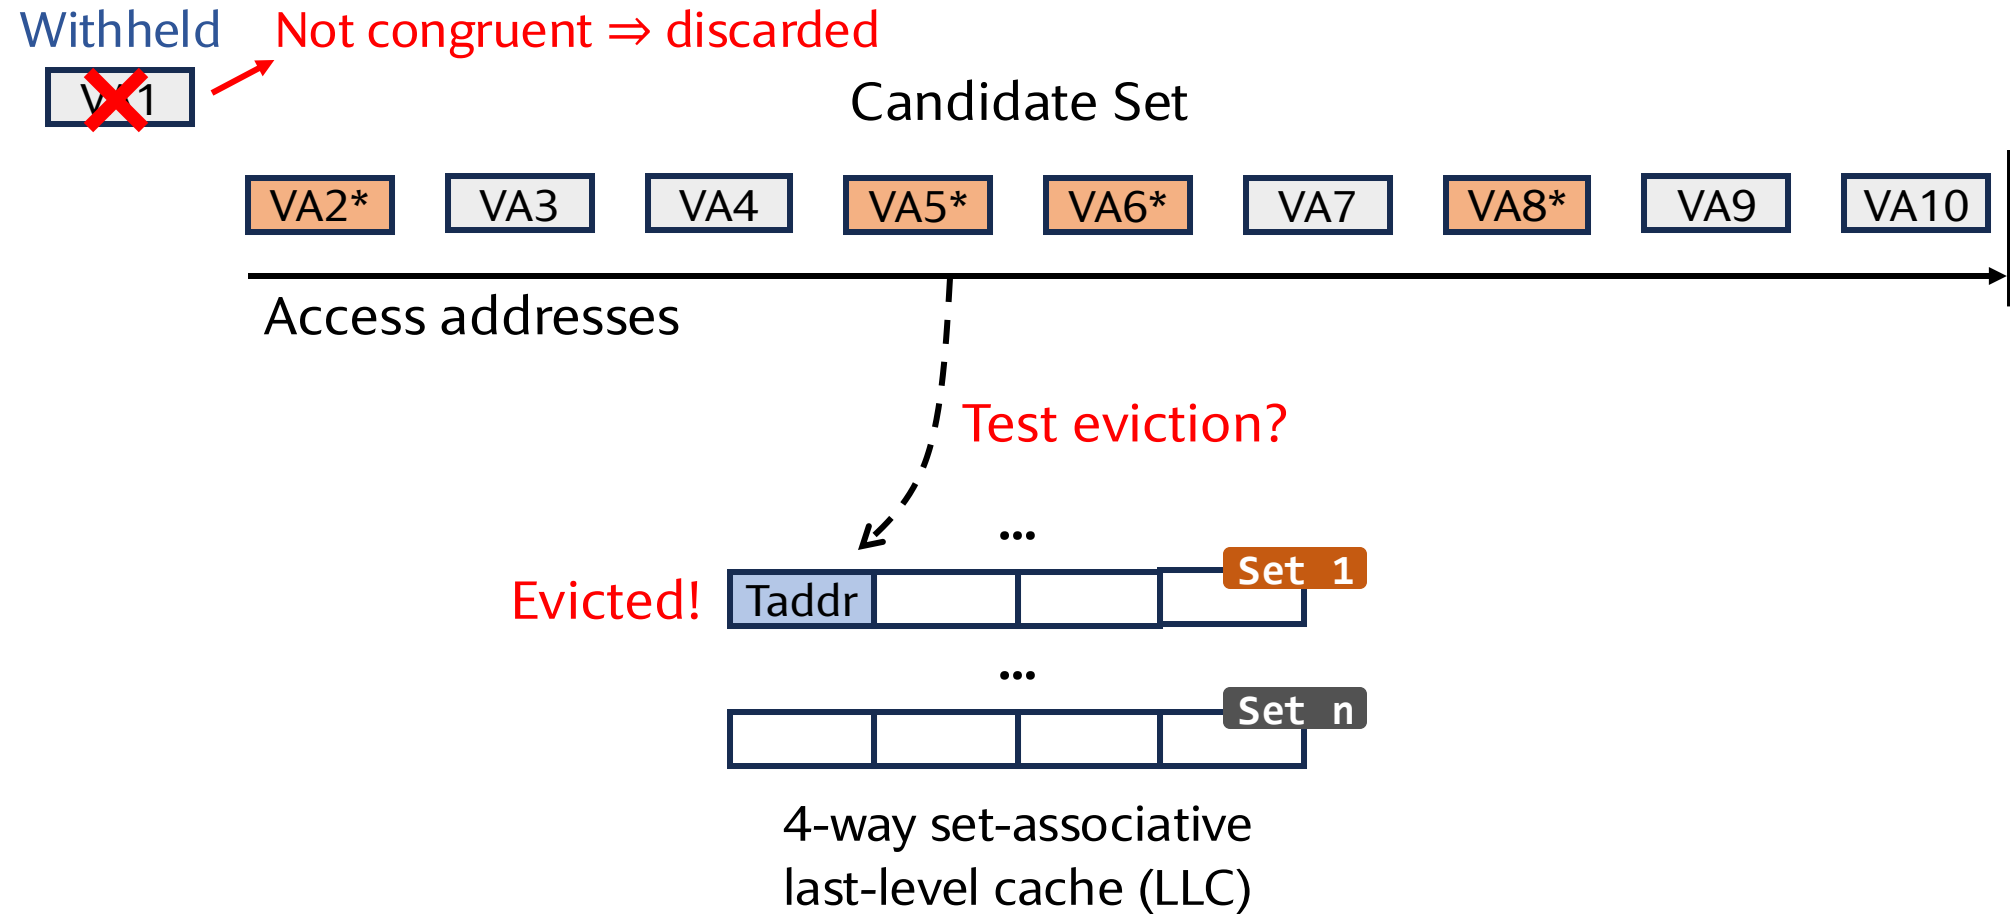 Withheld
Not congruent ⇒ discarded
VA1
Candidate Set
VA2* VA3 VA4 VA5* VA6* VA7 VA8* VA9 VA10
Access addresses
Test eviction?
...
Set 1
Evicted!
Taddr
...
Set n
4-way set-associative
last-level cache (LLC)